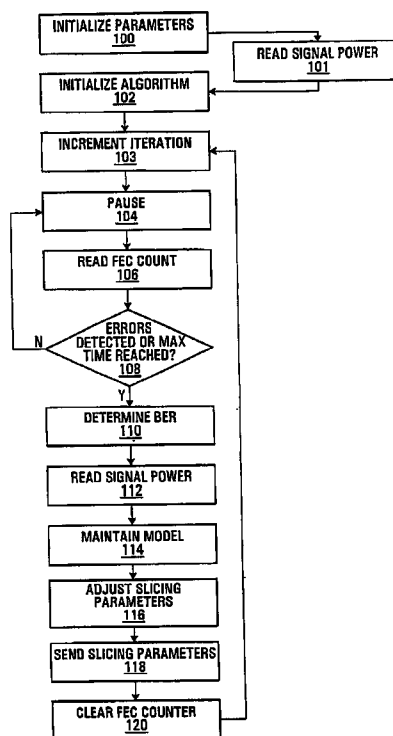 INITIALIZE PARAMETERS
100
READ SIGNAL POWER
101
INITIALIZE ALGORITHM
102
INCREMENT ITERATION
103
PAUSE
104
READ FEC COUNT
106
ERRORS
DETECTED OR MAX
TIME REACHED?
108
N
Y
DETERMINE BER
110
READ SIGNAL POWER
112
MAINTAIN MODEL
114
ADJUST SLICING
PARAMETERS
116
SEND SLICING PARAMETERS
118
CLEAR FEC COUNTER
120